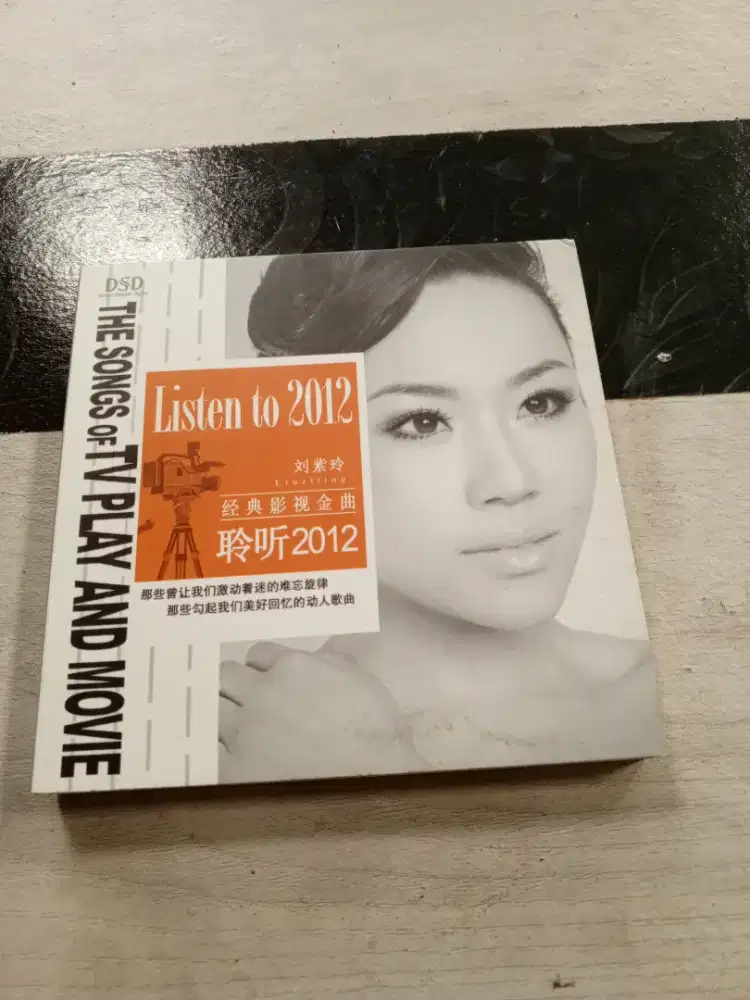 DSD
THE SONGS OF TV PLAY AND MOVIE
Listen to 2012
刘紫玲
Liuziling
经典影视金曲
聆听2012
那些曾让我们激动着迷的难忘旋律
那些勾起我们美好回忆的动人歌曲